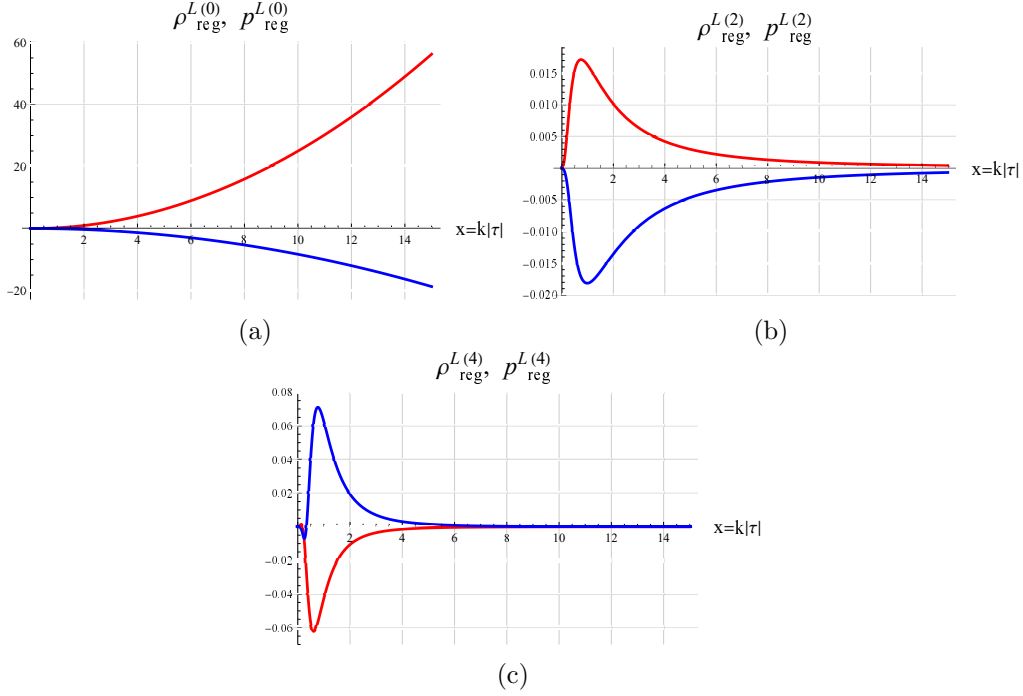 ρ^{L (0)}_{reg}, p^{L (0)}_{reg}
60
40
20
−20
2 4 6 8 10 12 14
x=k|τ|
(a)
ρ^{L (2)}_{reg}, p^{L (2)}_{reg}
0.015
0.010
0.005
−0.005
−0.010
−0.015
−0.020
2 4 6 8 10 12 14
x=k|τ|
(b)
ρ^{L (4)}_{reg}, p^{L (4)}_{reg}
0.08
0.06
0.04
0.02
−0.02
−0.04
−0.06
2 4 6 8 10 12 14
x=k|τ|
(c)